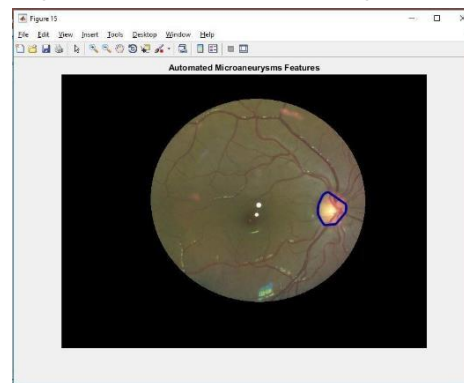 Figure 15
File Edit View Insert Tools Desktop Window Help
Automated Microaneurysms Features